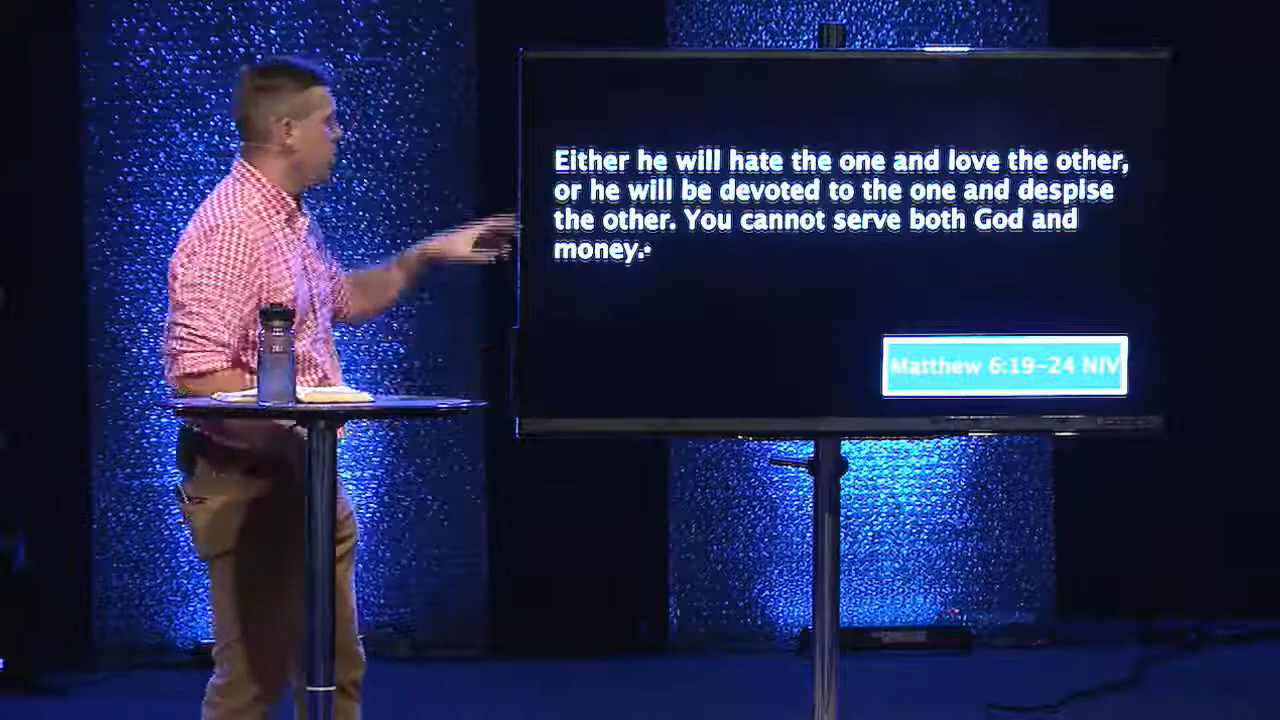 Either he will hate the one and love the other,
or he will be devoted to the one and despise
the other. You cannot serve both God and
money.
Matthew 6:19-24 NIV